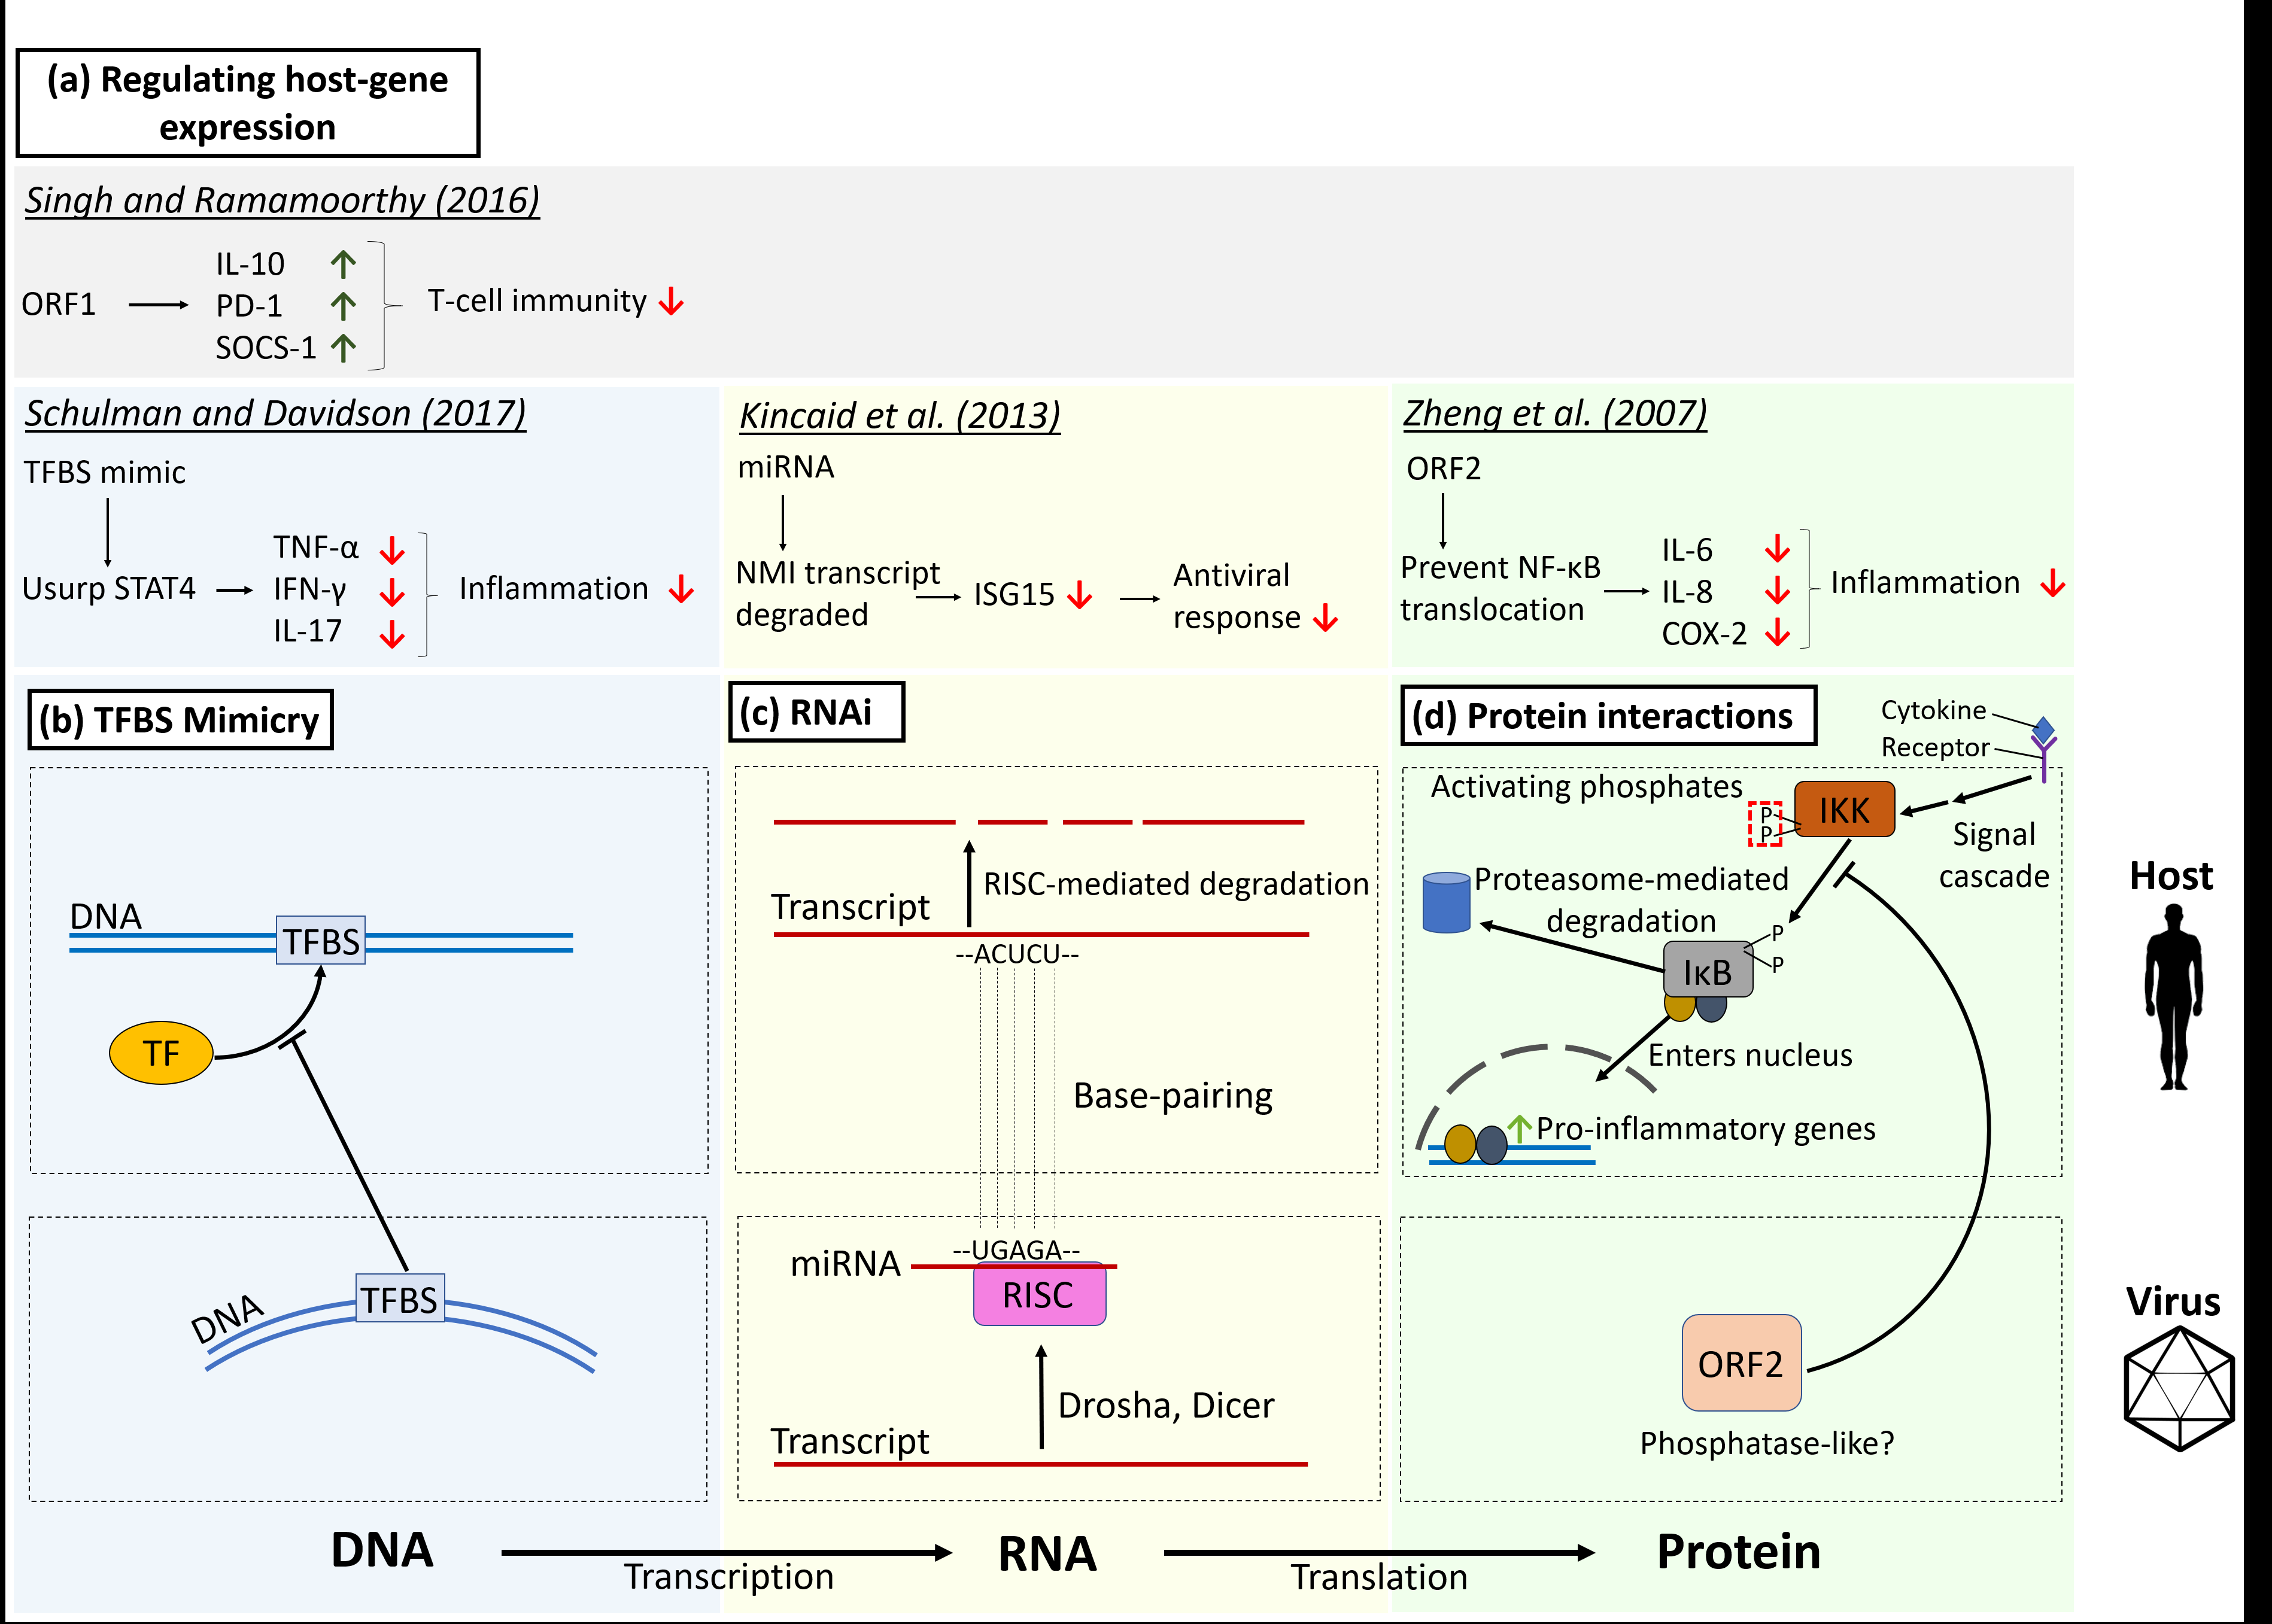 (a) Regulating host-gene
expression
Singh and Ramamoorthy (2016)
ORF1
IL-10 ↑
PD-1 ↑
SOCS-1 ↑
T-cell immunity ↓
Schulman and Davidson (2017)
TFBS mimic
Usurp STAT4
TNF-α ↓
IFN-γ ↓
IL-17 ↓
Inflammation ↓
Kincaid et al. (2013)
miRNA
NMI transcript
degraded
ISG15 ↓
Antiviral
response ↓
Zheng et al. (2007)
ORF2
Prevent NF-κB
translocation
IL-6 ↓
IL-8 ↓
COX-2 ↓
Inflammation ↓
(b) TFBS Mimicry
DNA
TFBS
TF
DNA
TFBS
(c) RNAi
RISC-mediated degradation
Transcript
--ACUCU--
Base-pairing
--UGAGA--
miRNA
RISC
Drosha, Dicer
Transcript
(d) Protein interactions
Cytokine
Receptor
Activating phosphates
P
P
IKK
Signal
cascade
Proteasome-mediated
degradation
P
P
IκB
Enters nucleus
↑ Pro-inflammatory genes
ORF2
Phosphatase-like?
Host
Virus
DNA
Transcription
RNA
Translation
Protein